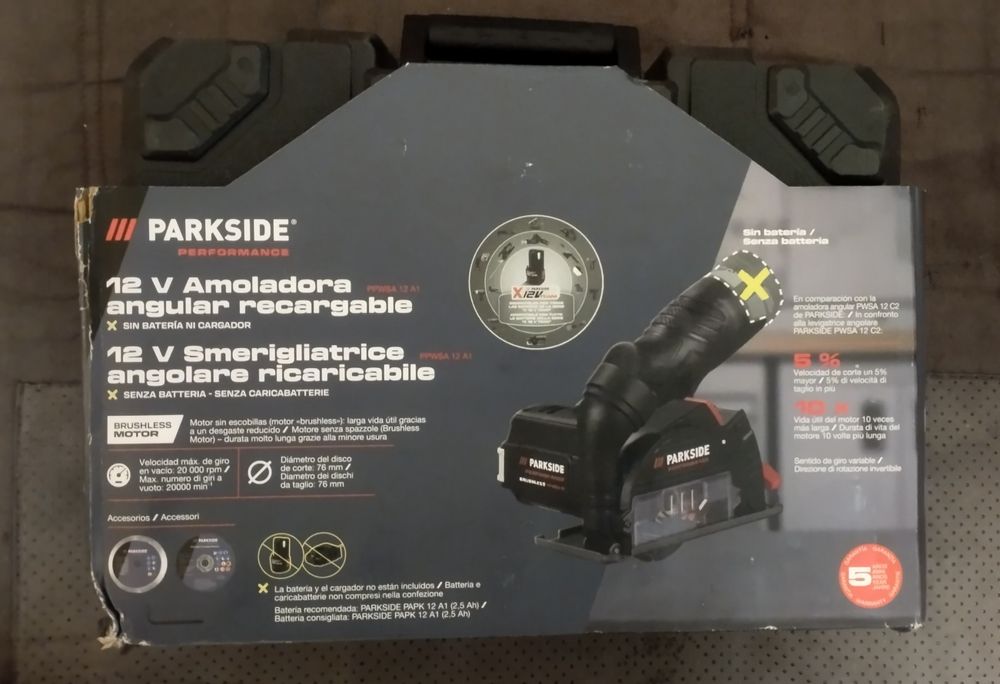 PARKSIDE®
PERFORMANCE
12 V Amoladora
angular recargable
PPWSA 12 A1
SIN BATERÍA NI CARGADOR
12 V Smerigliatrice
angolare ricaricabile
PPWSA 12 A1
SENZA BATTERIA - SENZA CARICABATTERIE
BRUSHLESS
MOTOR
Motor sin escobillas (motor «brushless»): larga vida útil gracias
a un desgaste reducido / Motore senza spazzole (Brushless
Motor) – durata molto lunga grazie alla minore usura
Velocidad máx. de giro
en vacío: 20 000 rpm /
Max. numero di giri a
vuoto: 20000 min⁻¹
Diámetro del disco
de corte: 76 mm /
Diametro dei dischi
da taglio: 76 mm
Accesorios / Accessori
PARKSIDE
La batería y el cargador no están incluidos / Batteria e
caricabatterie non compresi nella confezione
Batería recomendada: PARKSIDE PAPK 12 A1 (2,5 Ah) /
Batteria consigliata: PARKSIDE PAPK 12 A1 (2,5 Ah)
X12V
Sin batería /
Senza batteria
PARKSIDE
BRUSHLESS
PARKSIDE
En comparación con la
amoladora angular PWSA 12 C2
de PARKSIDE: / In confronto
alla levigatrice angolare
PARKSIDE PWSA 12 C2:
5 %
Velocidad de corte un 5%
mayor / 5% di velocità di
taglio in più
10 x
Vida útil del motor 10 veces
más larga / Durata di vita del
motore 10 volte più lunga
Sentido de giro variable /
Direzione di rotazione invertibile
GARANTÍA
WARRANTY
5